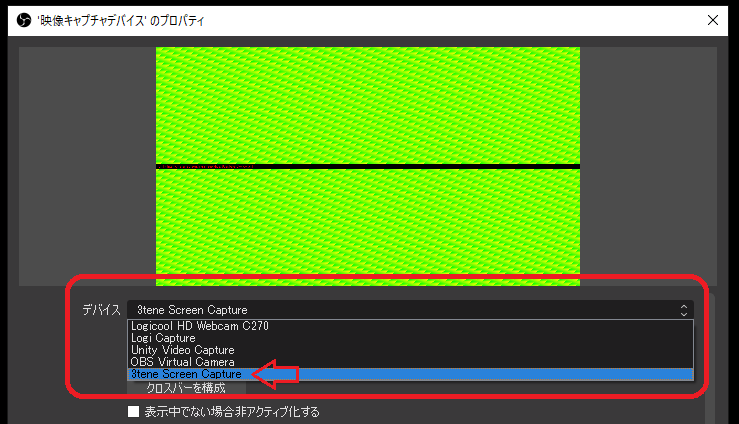 '映像キャプチャデバイス' のプロパティ
デバイス 3tene Screen Capture
Logicool HD Webcam C270
Logi Capture
Unity Video Capture
OBS Virtual Camera
3tene Screen Capture
クロスバーを構成
表示中でない場合非アクティブ化する